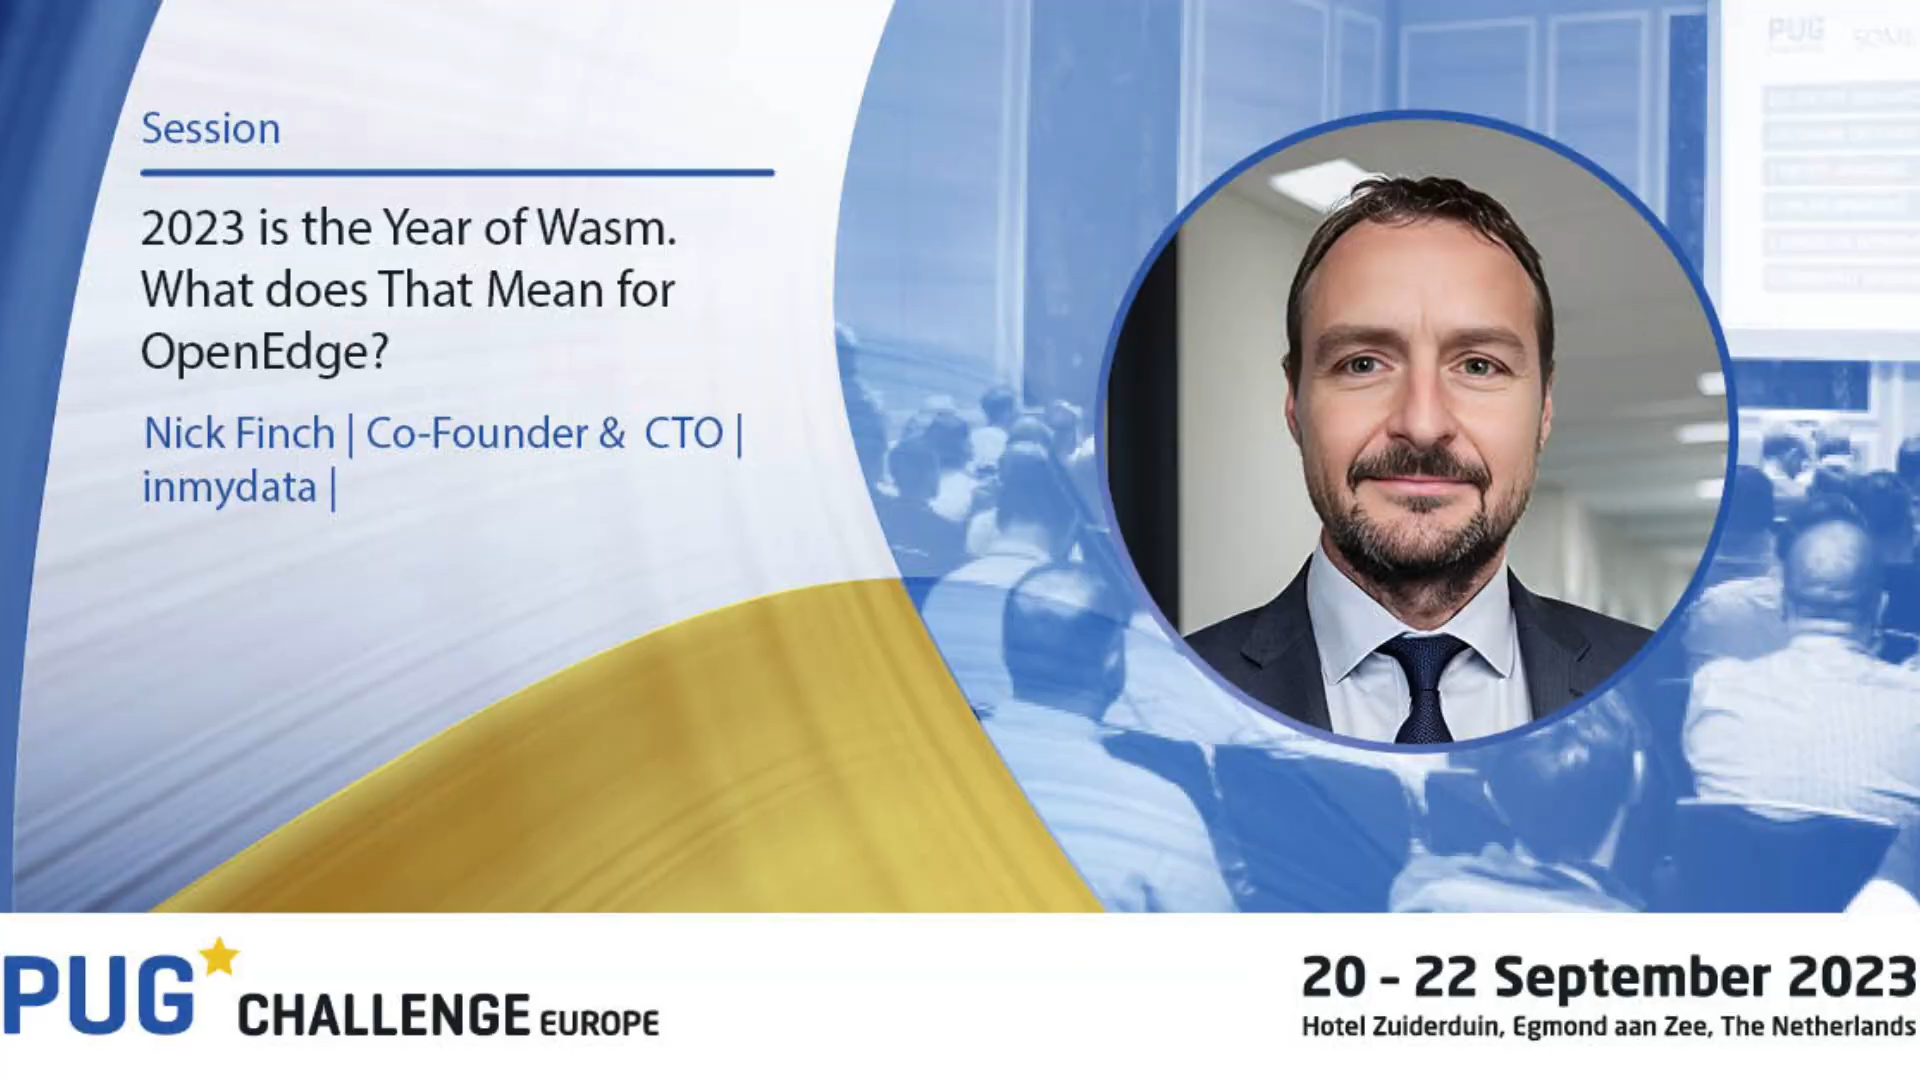 Session
2023 is the Year of Wasm.
What does That Mean for
OpenEdge?
Nick Finch | Co-Founder & CTO |
inmydata |
PUG
PUG
CHALLENGE EUROPE
20 - 22 September 2023
Hotel Zuiderduin, Egmond aan Zee, The Netherlands